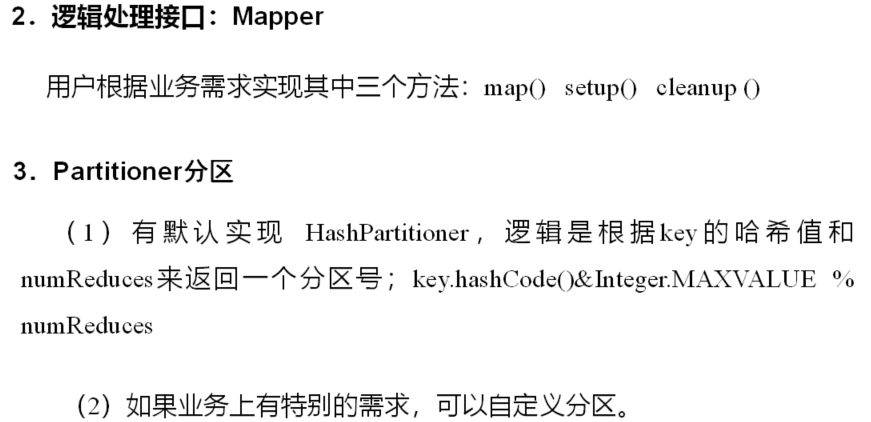 2．逻辑处理接口：Mapper
用户根据业务需求实现其中三个方法：map() setup() cleanup ()
3．Partitioner分区
（1）有默认实现 HashPartitioner，逻辑是根据key的哈希值和
numReduces来返回一个分区号；key.hashCode()&Integer.MAXVALUE %
numReduces
（2）如果业务上有特别的需求，可以自定义分区。